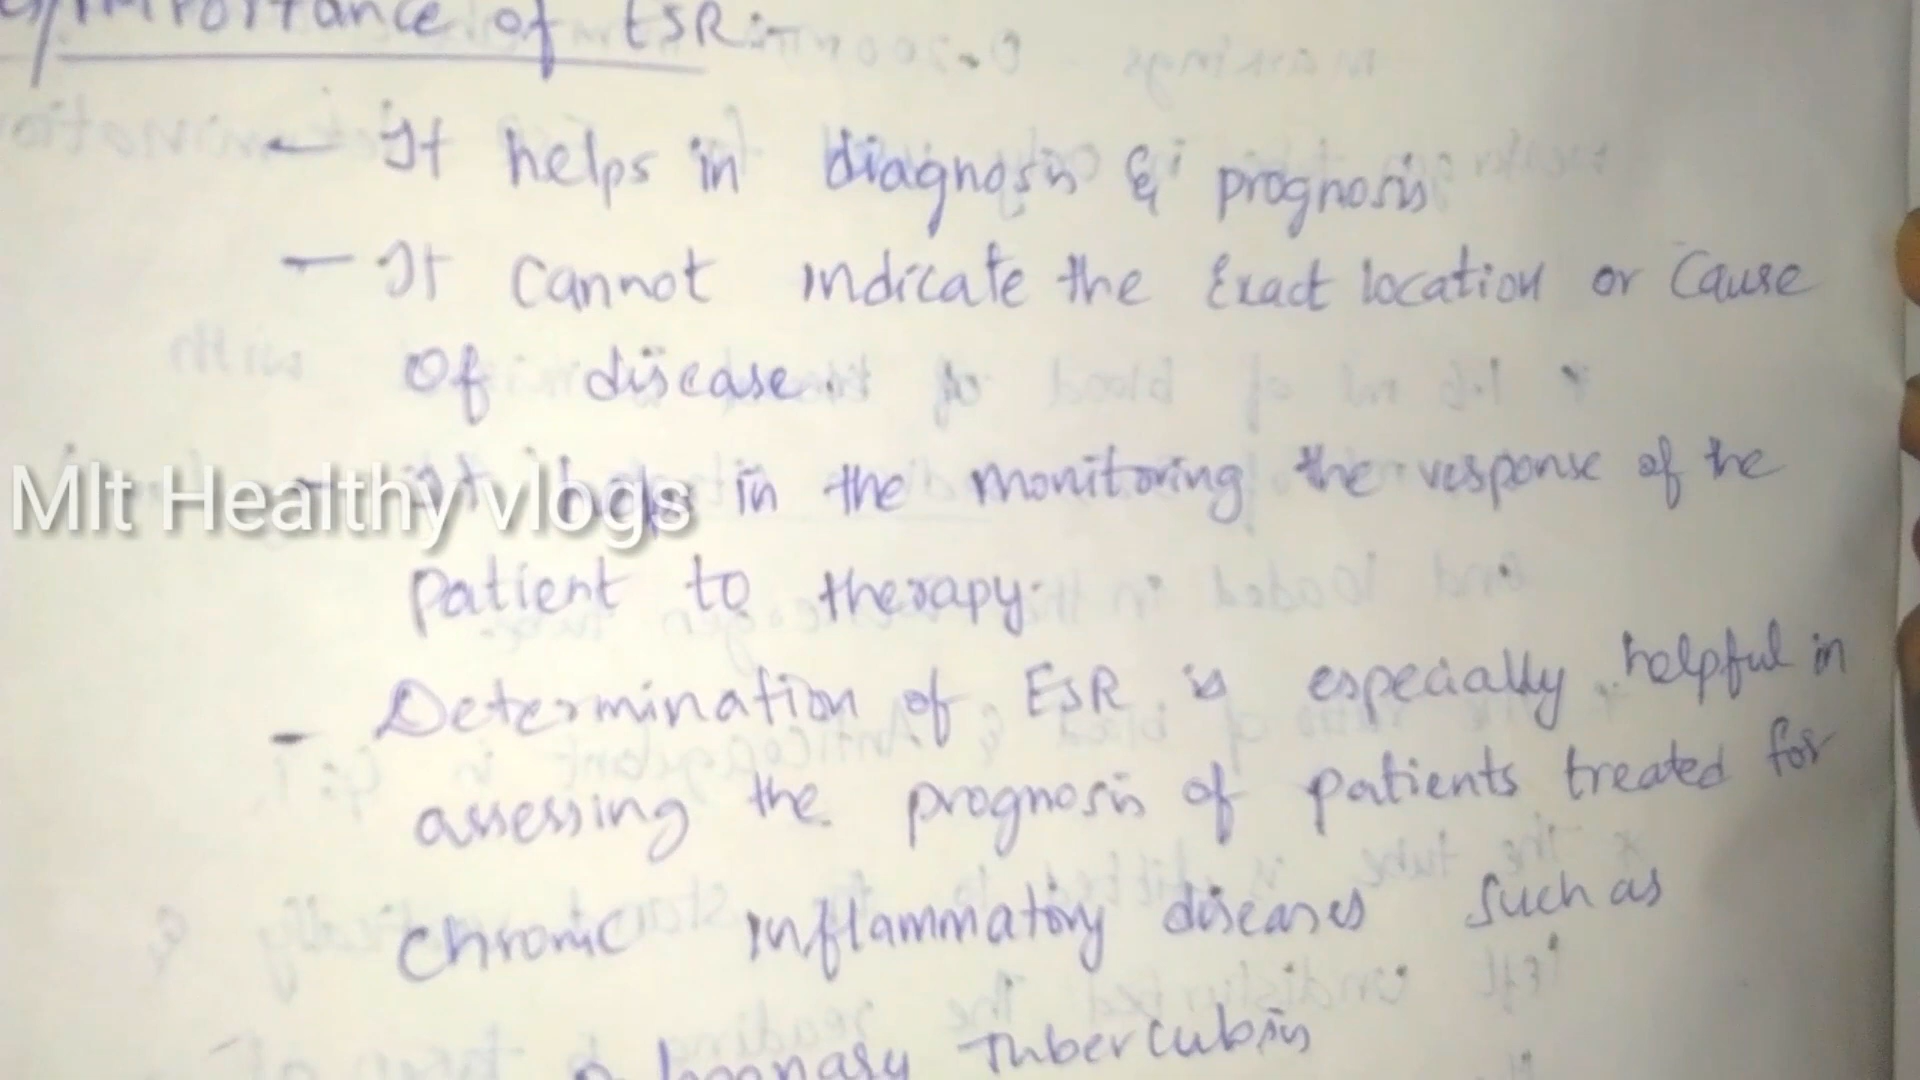 Importance of ESR:-
- It helps in diagnosis & prognosis
- It cannot indicate the Exact location or Cause
Of disease.
- It helps in the monitoring the response of the
Mlt Healthy vlogs
patient to therapy.
- Determination of ESR is especially helpful in
assessing the prognosis of patients treated for
chronic inflammatory diseases such as
Tuberculosis